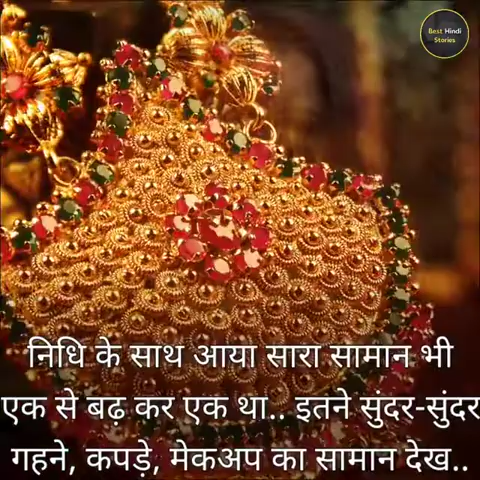 Best Hindi
Stories
निधि के साथ आया सारा सामान भी
एक से बढ़ कर एक था.. इतने सुंदर-सुंदर
गहने, कपड़े, मेकअप का सामान देख..